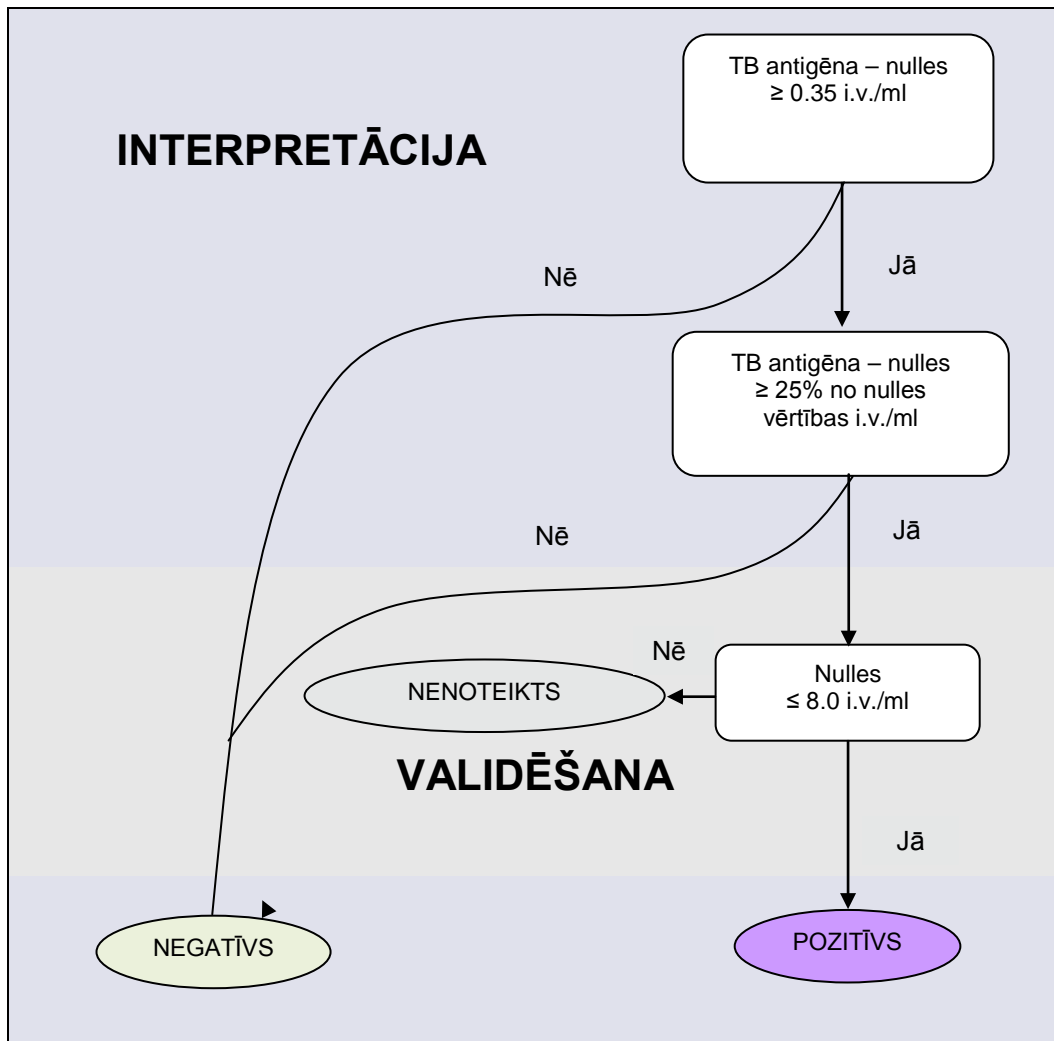 TB antigēna – nulles
≥ 0.35 i.v./ml
INTERPRETĀCIJA
Nē
Jā
TB antigēna – nulles
≥ 25% no nulles
vērtības i.v./ml
Nē
Jā
Nē
Nulles
≤ 8.0 i.v./ml
NENOTEIKTS
VALIDĒŠANA
Jā
NEGATĪVS
POZITĪVS